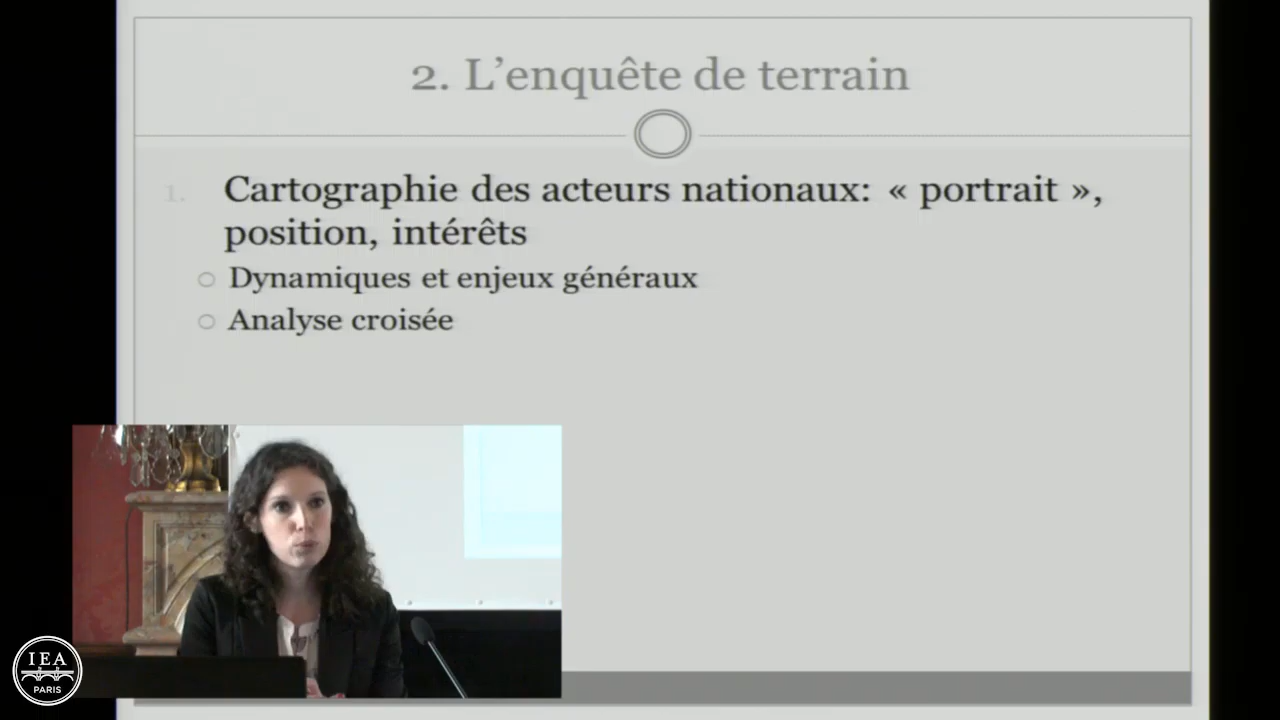 2. L’enquête de terrain
1. Cartographie des acteurs nationaux: « portrait »,
position, intérêts
Dynamiques et enjeux généraux
Analyse croisée
IEA
PARIS